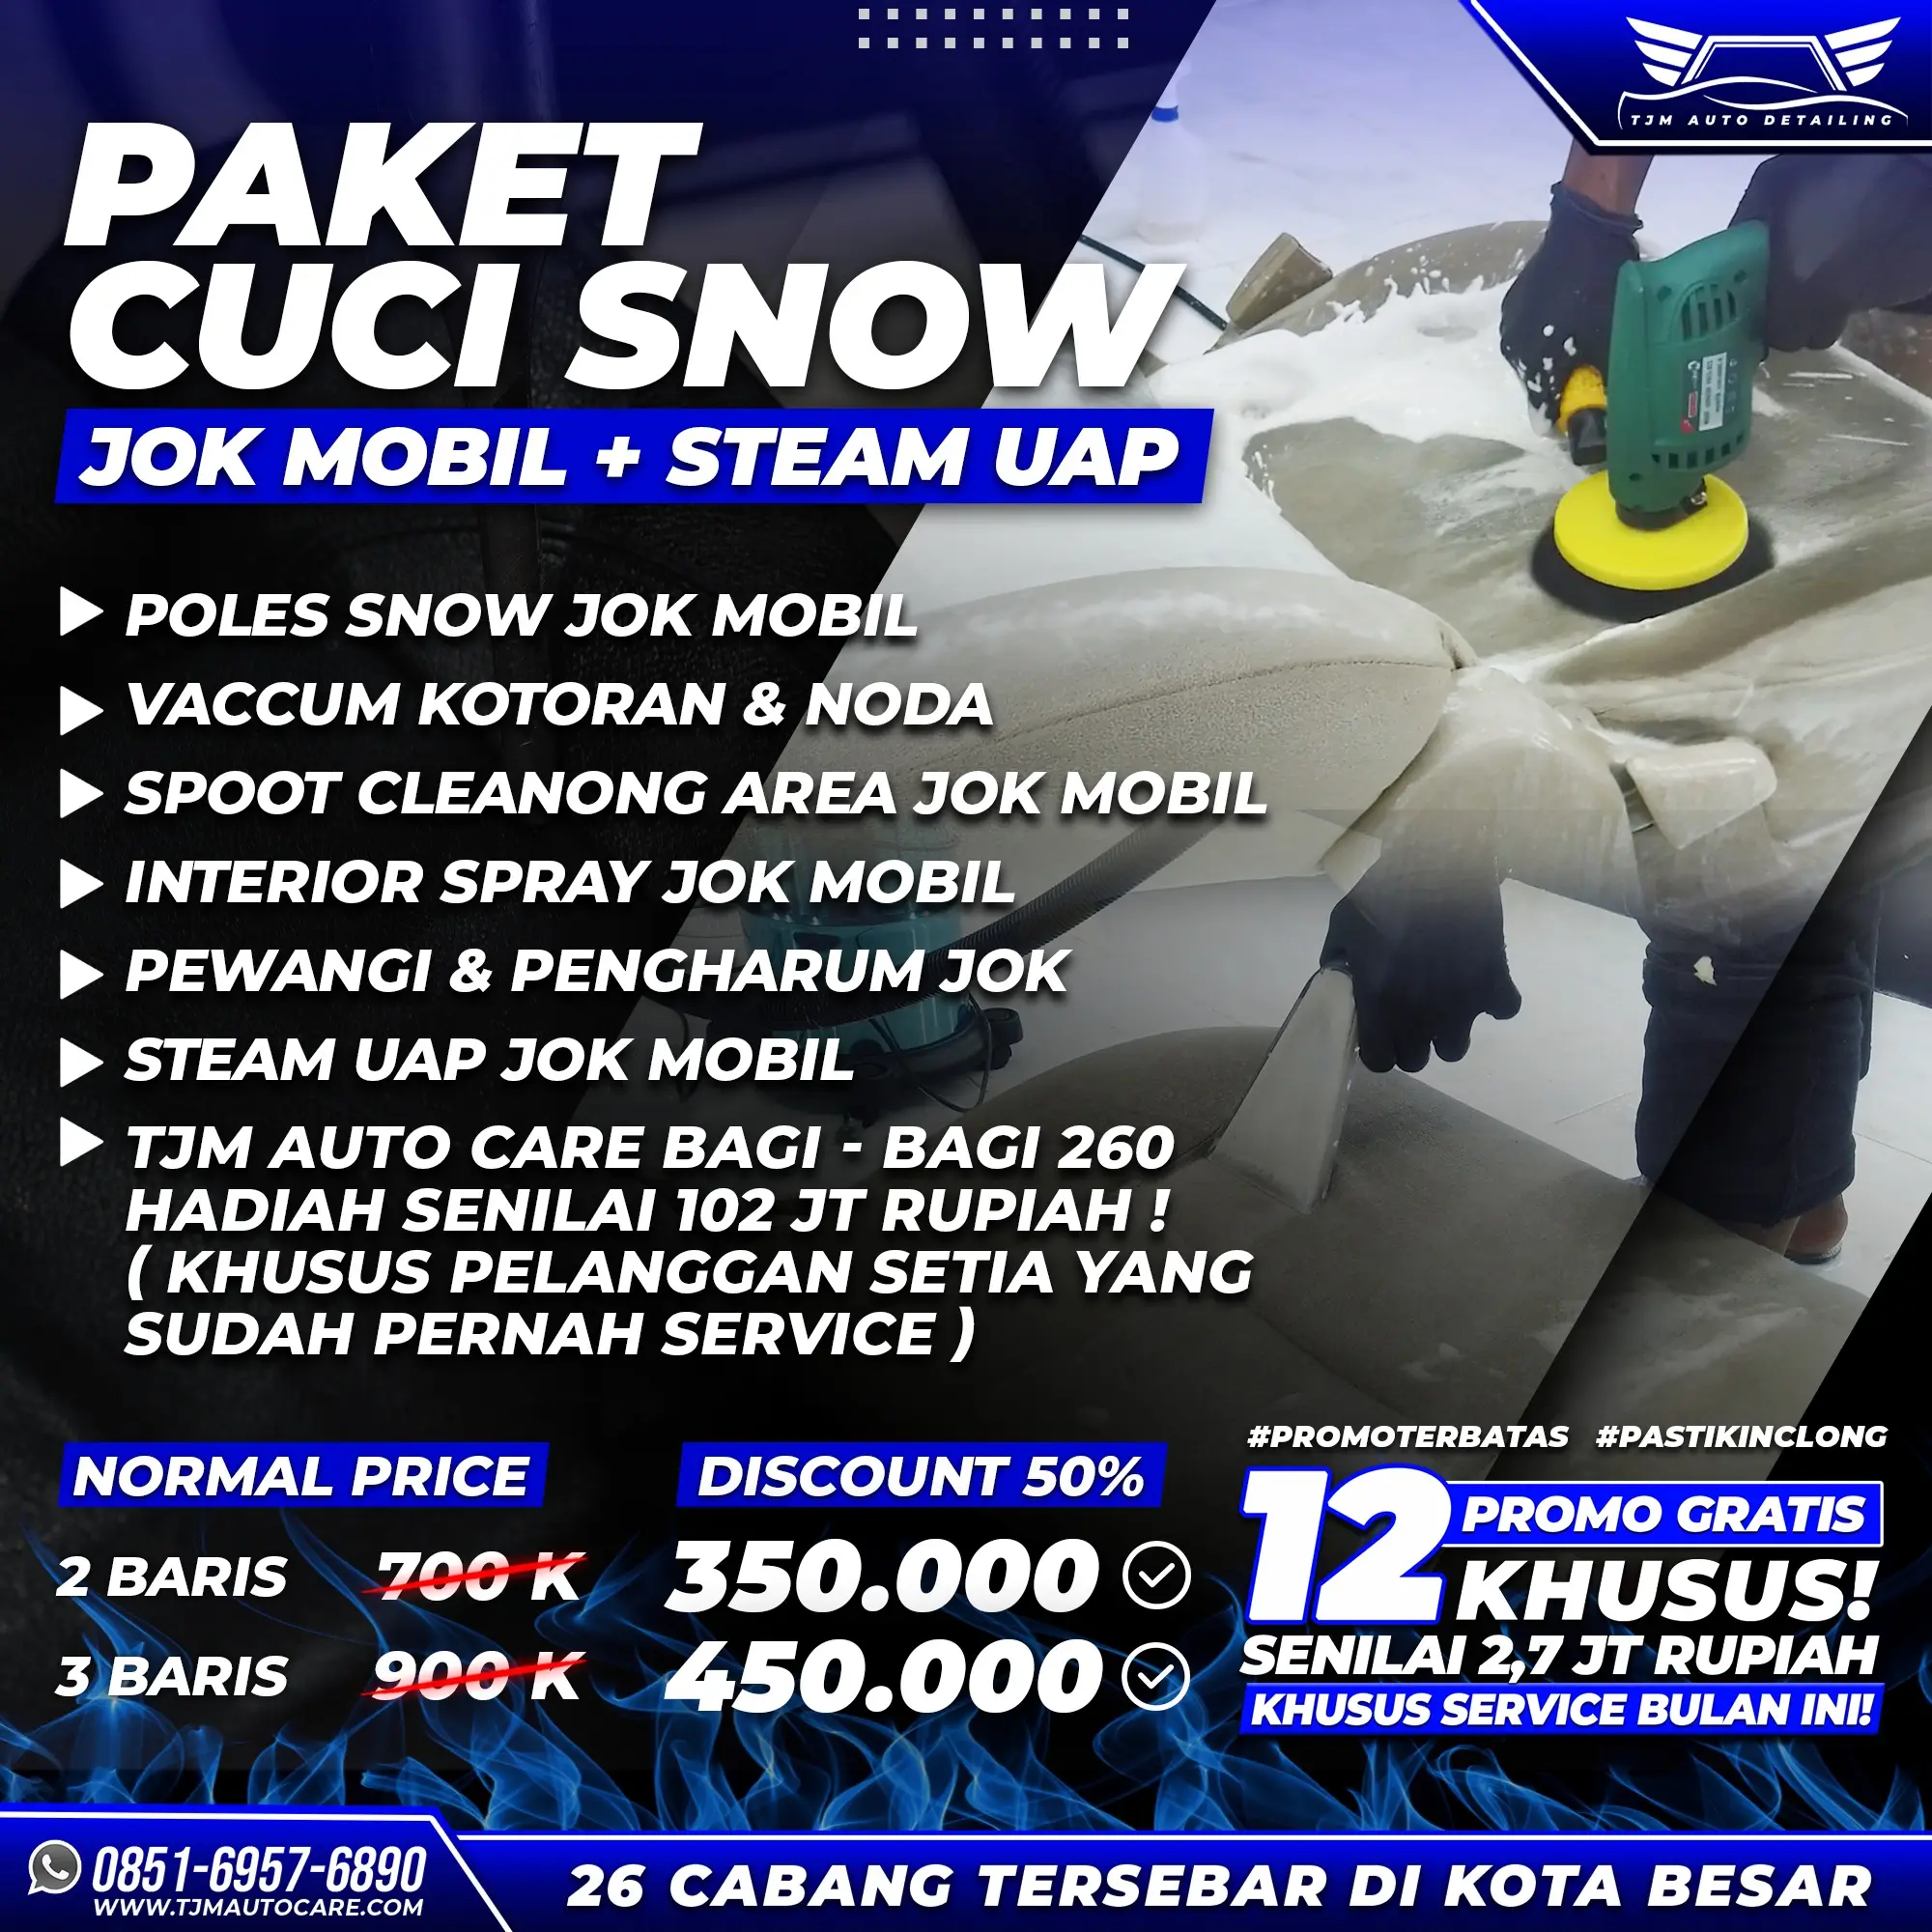 TJM AUTO DETAILING
PAKET
CUCI SNOW
JOK MOBIL + STEAM UAP
POLES SNOW JOK MOBIL
VACCUM KOTORAN & NODA
SPOOT CLEANONG AREA JOK MOBIL
INTERIOR SPRAY JOK MOBIL
PEWANGI & PENGHARUM JOK
STEAM UAP JOK MOBIL
TJM AUTO CARE BAGI - BAGI 260
HADIAH SENILAI 102 JT RUPIAH !
( KHUSUS PELANGGAN SETIA YANG
SUDAH PERNAH SERVICE )
NORMAL PRICE
DISCOUNT 50%
2 BARIS 700 K 350.000
3 BARIS 900 K 450.000
#PROMOTERBATAS #PASTIKINCLONG
12 PROMO GRATIS
KHUSUS!
SENILAI 2,7 JT RUPIAH
KHUSUS SERVICE BULAN INI!
0851-6957-6890
WWW.TJMAUTOCARE.COM
26 CABANG TERSEBAR DI KOTA BESAR